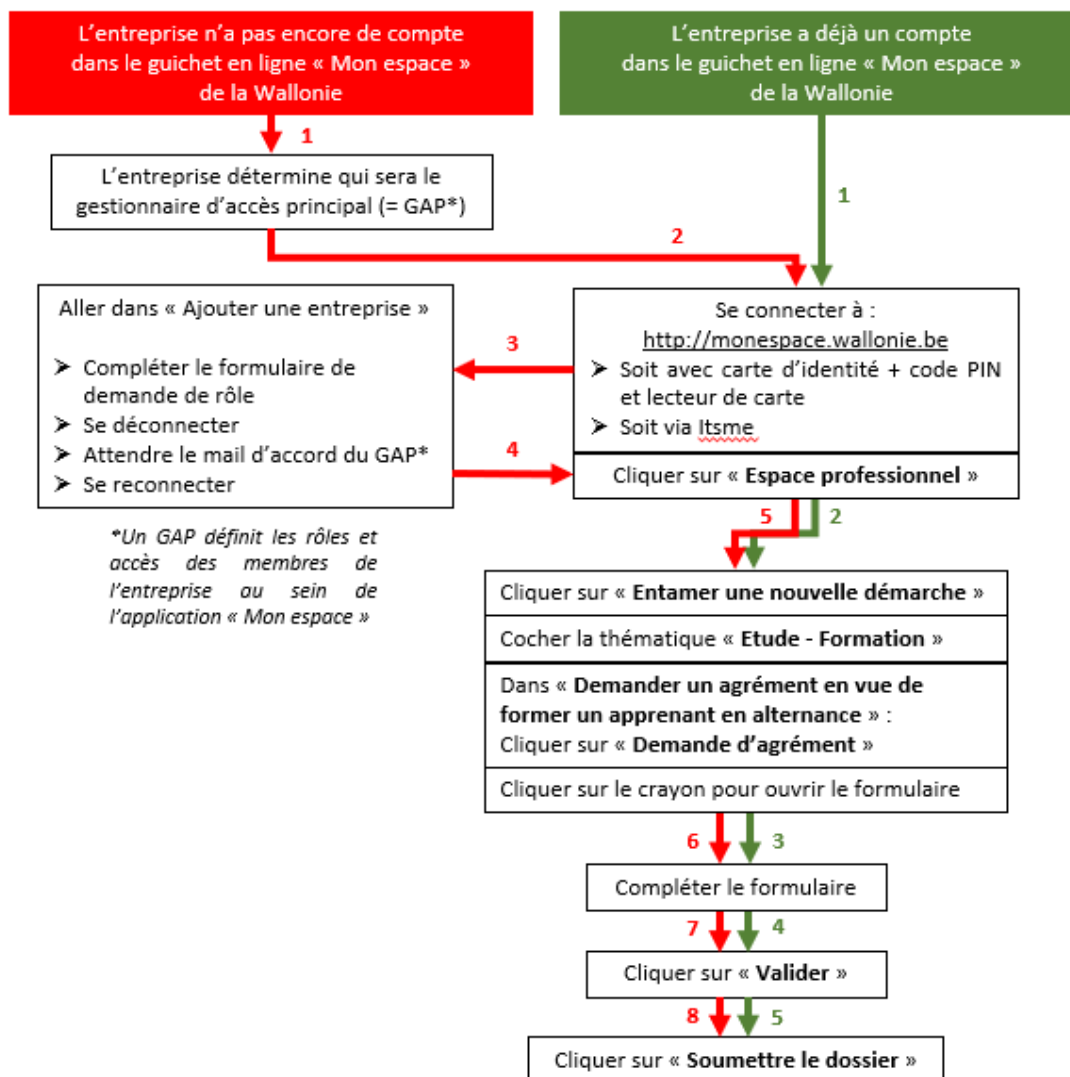 L'entreprise n'a pas encore de compte
dans le guichet en ligne « Mon espace »
de la Wallonie
L'entreprise a déjà un compte
dans le guichet en ligne « Mon espace »
de la Wallonie
1
L'entreprise détermine qui sera le
gestionnaire d'accès principal (= GAP*)
1
2
Aller dans « Ajouter une entreprise »
➤ Compléter le formulaire de
demande de rôle
➤ Se déconnecter
➤ Attendre le mail d'accord du GAP*
➤ Se reconnecter
3
4
Se connecter à :
http://monespace.wallonie.be
➤ Soit avec carte d'identité + code PIN
et lecteur de carte
➤ Soit via Itsme
Cliquer sur « Espace professionnel »
*Un GAP définit les rôles et
accès des membres de
l'entreprise au sein de
l'application « Mon espace »
5
2
Cliquer sur « Entamer une nouvelle démarche »
Cocher la thématique « Etude - Formation »
Dans « Demander un agrément en vue de
former un apprenant en alternance » :
Cliquer sur « Demande d'agrément »
Cliquer sur le crayon pour ouvrir le formulaire
6
3
Compléter le formulaire
7
4
Cliquer sur « Valider »
8
5
Cliquer sur « Soumettre le dossier »